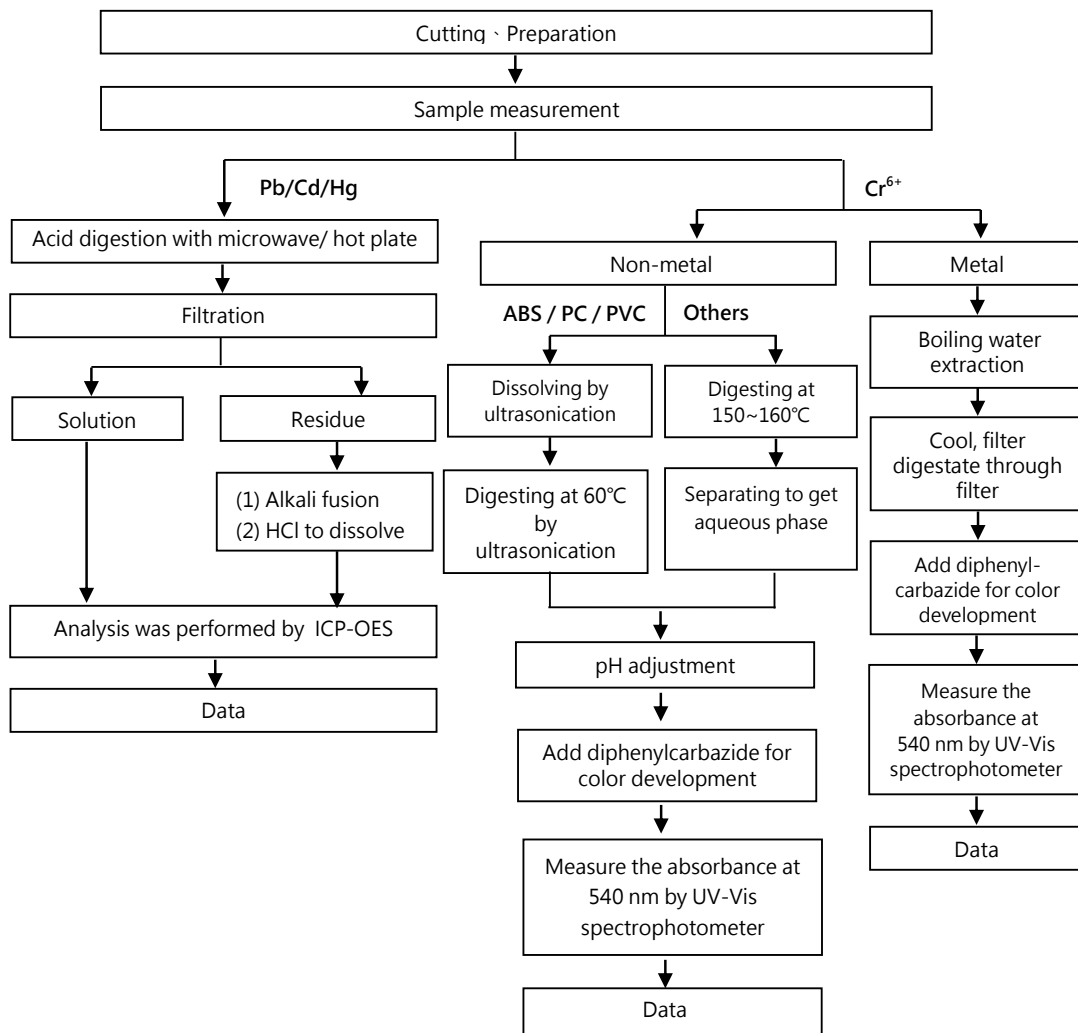 Cutting、Preparation
Sample measurement
Pb/Cd/Hg
Cr⁶⁺
Acid digestion with microwave/ hot plate
Filtration
Solution
Residue
(1) Alkali fusion
(2) HCl to dissolve
Analysis was performed by ICP-OES
Data
Non-metal
ABS / PC / PVC
Others
Dissolving by
ultrasonication
Digesting at
150~160℃
Digesting at 60℃
by
ultrasonication
Separating to get
aqueous phase
pH adjustment
Add diphenylcarbazide for
color development
Measure the absorbance at
540 nm by UV-Vis
spectrophotometer
Data
Metal
Boiling water
extraction
Cool, filter
digestate through
filter
Add diphenyl-
carbazide for color
development
Measure the
absorbance at
540 nm by UV-Vis
spectrophotometer
Data